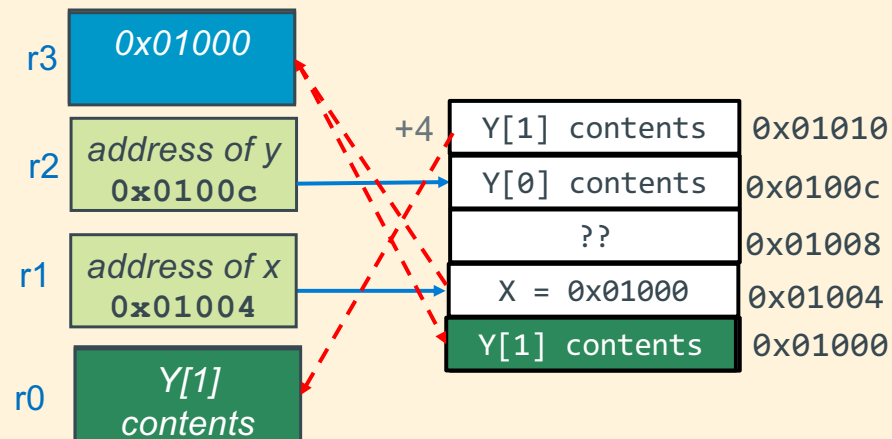 r3
0x01000
r2
address of y
0x0100c
r1
address of x
0x01004
r0
Y[1]
contents
+4
Y[1] contents
0x01010
Y[0] contents
0x0100c
??
0x01008
X = 0x01000
0x01004
Y[1] contents
0x01000